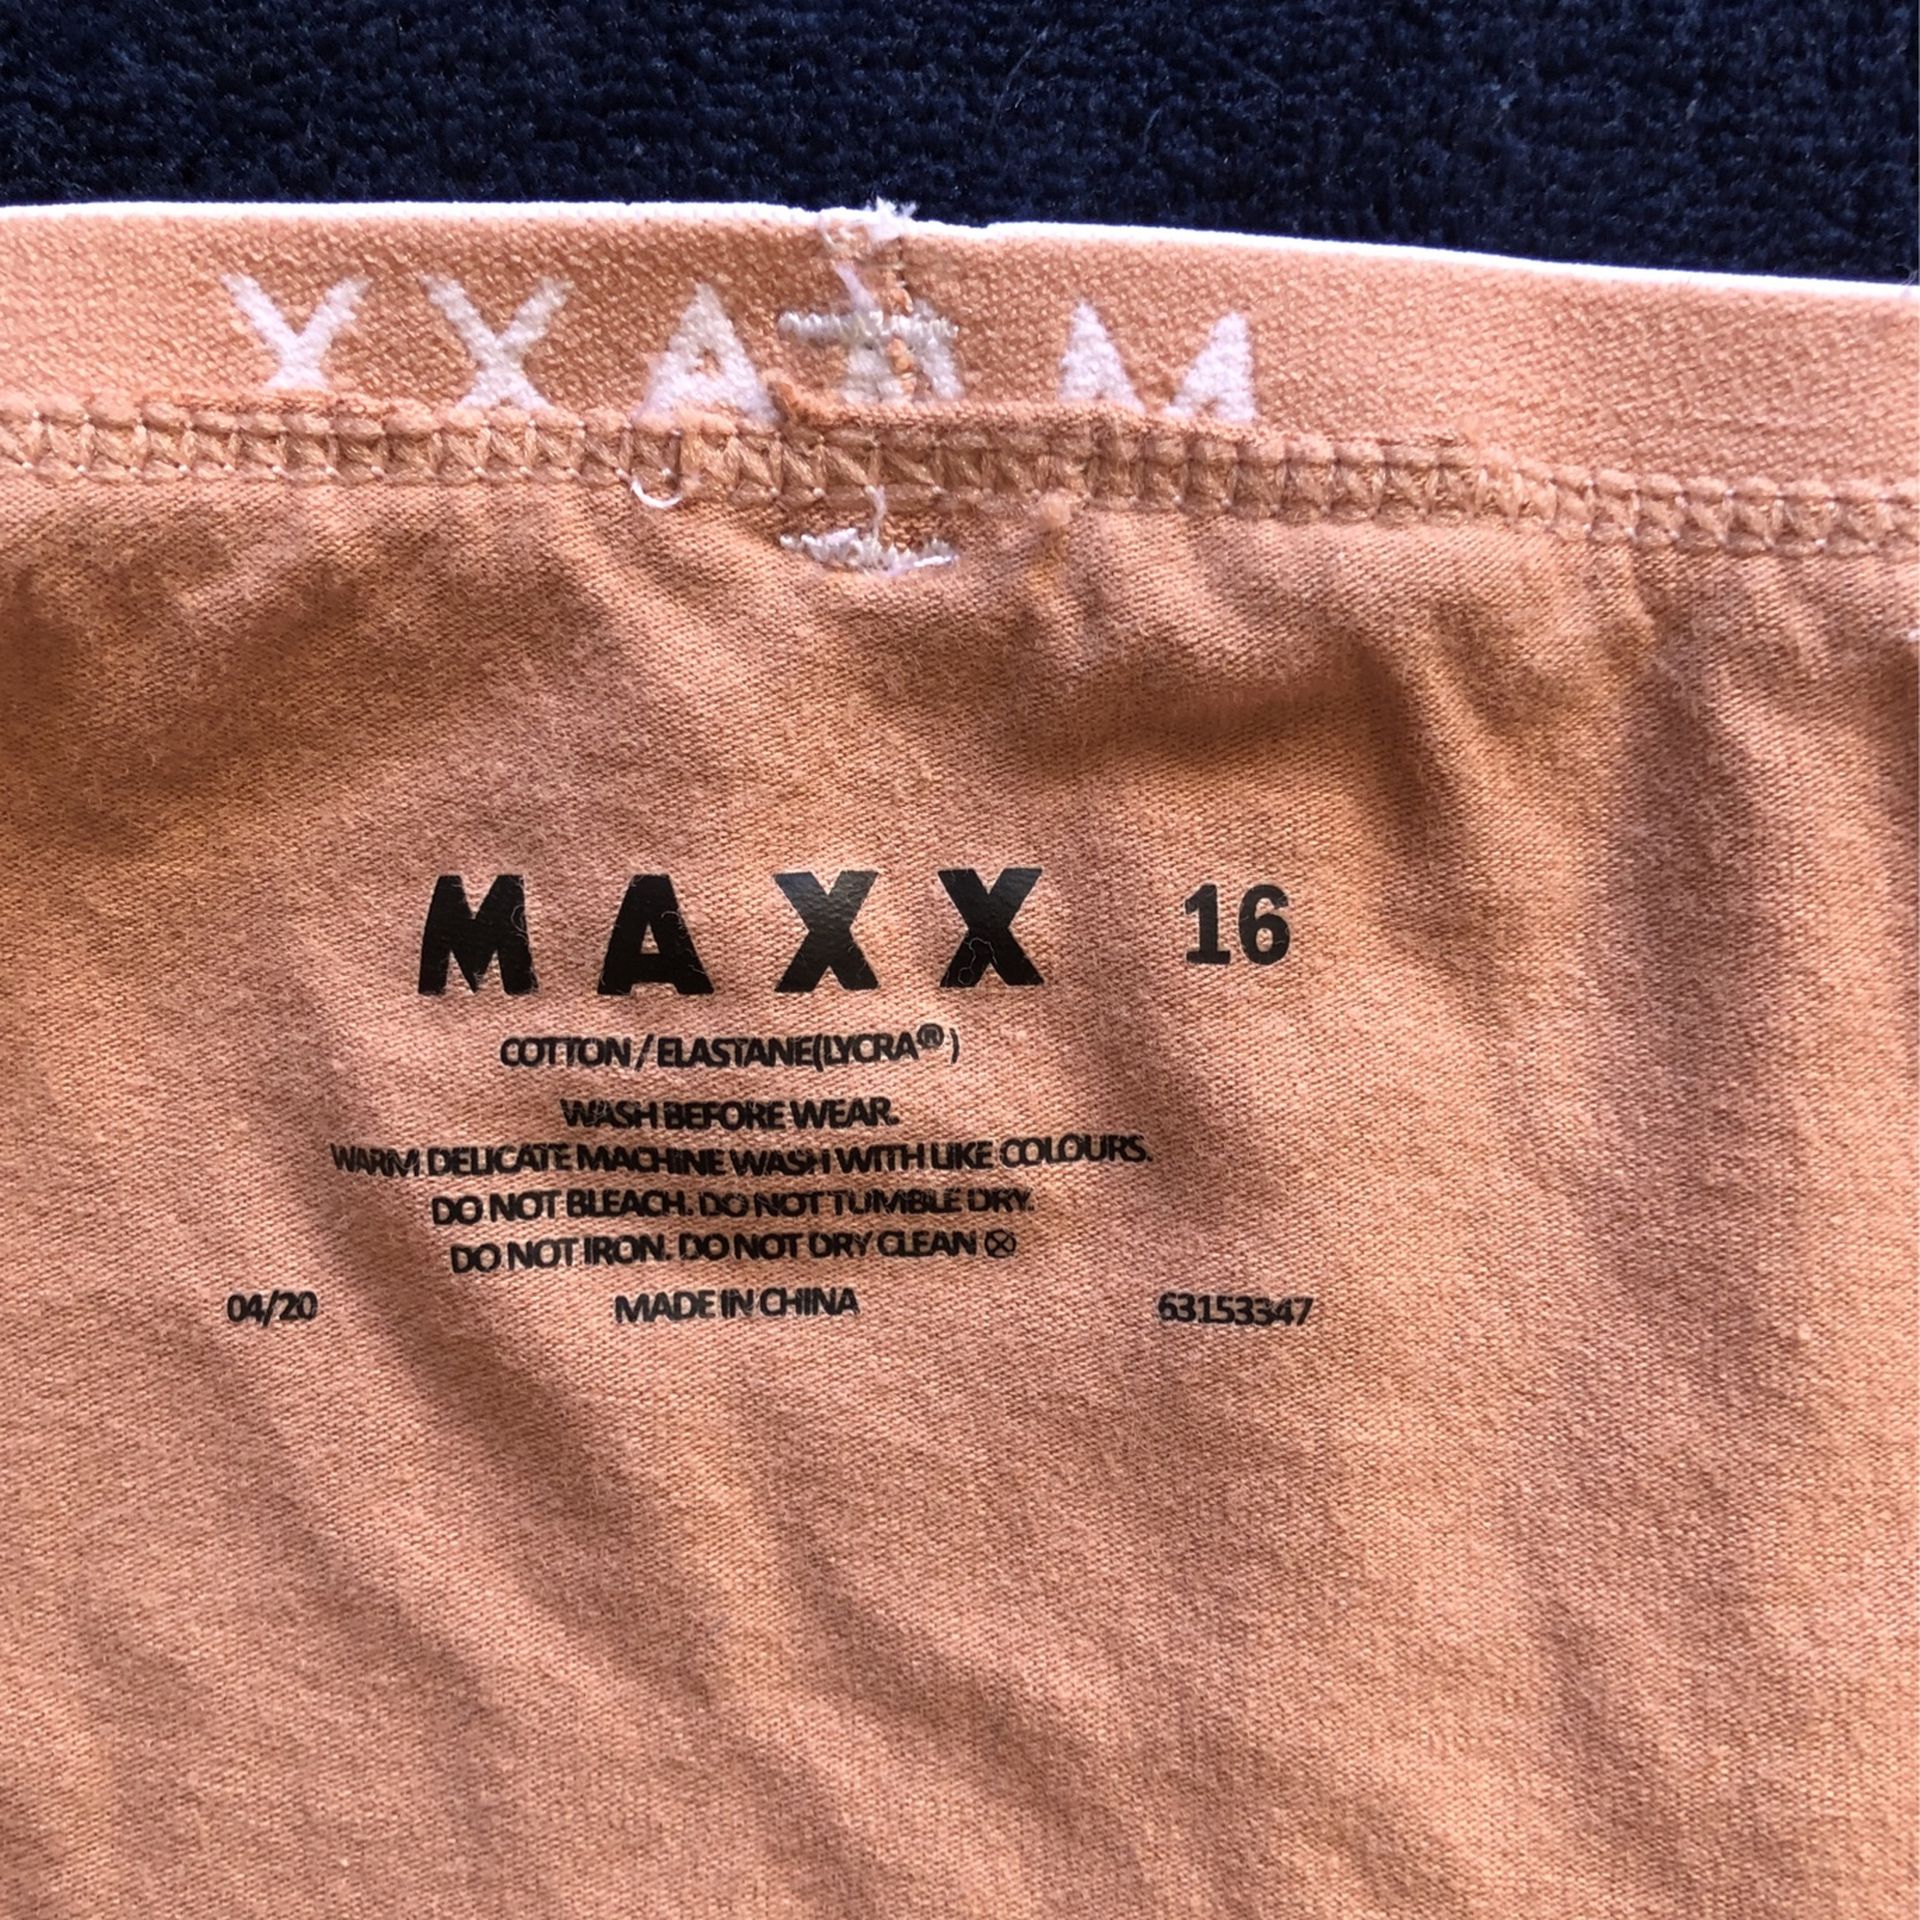 MAXX 16
COTTON/ELASTANE(LYCRA®)
WASH BEFORE WEAR.
WARM DELICATE MACHINE WASH WITH LIKE COLOURS.
DO NOT BLEACH. DO NOT TUMBLE DRY.
DO NOT IRON. DO NOT DRY CLEAN
04/20 MADE IN CHINA 63153347